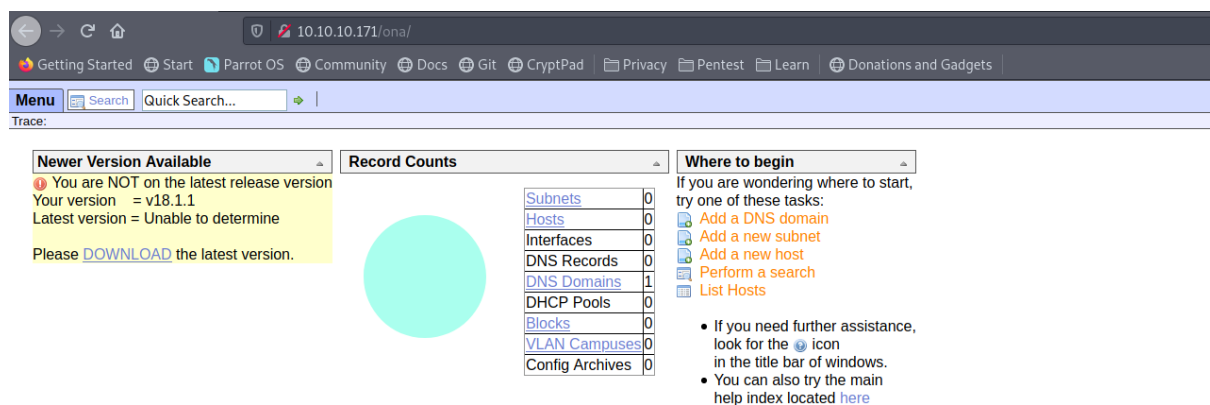 10.10.10.171/ona/
Getting Started Start Parrot OS Community Docs Git CryptPad Privacy Pentest Learn Donations and Gadgets
Menu Search Quick Search...
Trace:
Newer Version Available
You are NOT on the latest release version
Your version = v18.1.1
Latest version = Unable to determine
Please DOWNLOAD the latest version.
Record Counts
Subnets 0
Hosts 0
Interfaces 0
DNS Records 0
DNS Domains 1
DHCP Pools 0
Blocks 0
VLAN Campuses 0
Config Archives 0
Where to begin
If you are wondering where to start,
try one of these tasks:
Add a DNS domain
Add a new subnet
Add a new host
Perform a search
List Hosts
• If you need further assistance,
look for the icon
in the title bar of windows.
• You can also try the main
help index located here